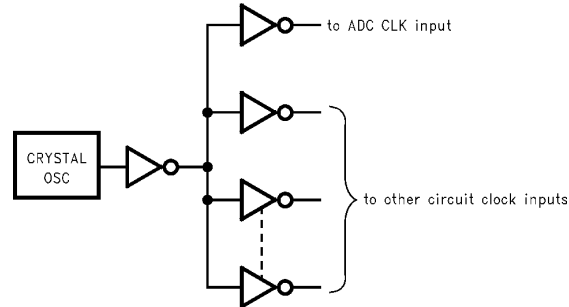 to ADC CLK input
CRYSTAL
OSC
to other circuit clock inputs